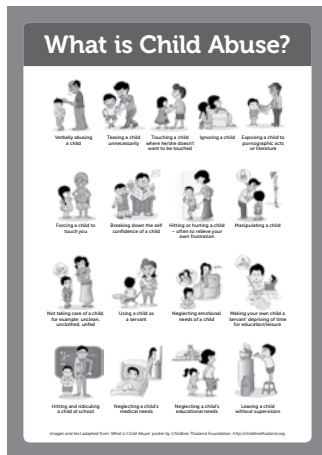 What is Child Abuse?
Verbally abusing
a child
Teasing a child
unnecessarily
Touching a child
where he/she doesn't
want to be touched
Ignoring a child
Exposing a child to
pornographic acts
or literature
Forcing a child to
touch you
Breaking down the self
confidence of a child
Hitting or hurting a child
– often to relieve your
own frustration
Manipulating a child
Not taking care of a child,
for example: unclean,
unclothed, unfed
Using a child as
a servant
Neglecting emotional
needs of a child
Making your own child a
'servant' depriving of time
for education/leisure
Hitting and ridiculing
a child at school
Neglecting a child's
medical needs
Neglecting a child's
educational needs
Leaving a child
without supervision
Images and text adapted from 'What is Child Abuse' poster by Childline Thailand Foundation. http://childlinethailand.org